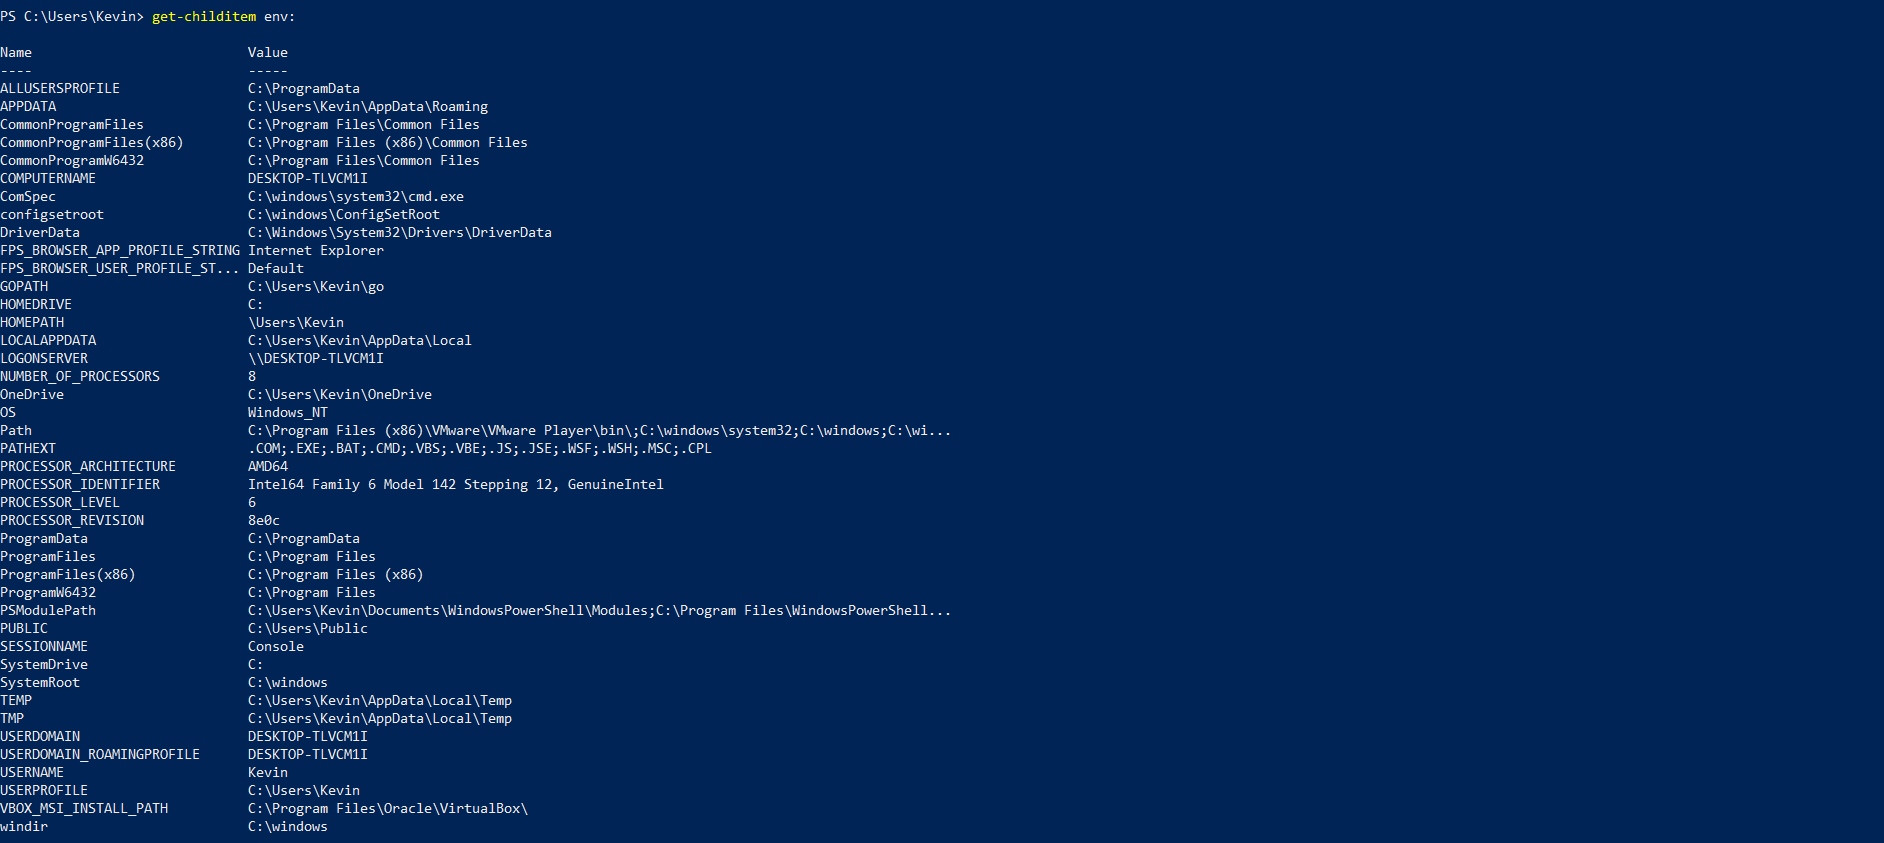 PS C:\Users\Kevin> get-childitem env:
Name Value
---- -----
ALLUSERSPROFILE C:\ProgramData
APPDATA C:\Users\Kevin\AppData\Roaming
CommonProgramFiles C:\Program Files\Common Files
CommonProgramFiles(x86) C:\Program Files (x86)\Common Files
CommonProgramW6432 C:\Program Files\Common Files
COMPUTERNAME DESKTOP-TLVCM1I
ComSpec C:\windows\system32\cmd.exe
configsetroot C:\windows\ConfigSetRoot
DriverData C:\Windows\System32\Drivers\DriverData
FPS_BROWSER_APP_PROFILE_STRING Internet Explorer
FPS_BROWSER_USER_PROFILE_ST... Default
GOPATH C:\Users\Kevin\go
HOMEDRIVE C:
HOMEPATH \Users\Kevin
LOCALAPPDATA C:\Users\Kevin\AppData\Local
LOGONSERVER \\DESKTOP-TLVCM1I
NUMBER_OF_PROCESSORS 8
OneDrive C:\Users\Kevin\OneDrive
OS Windows_NT
Path C:\Program Files (x86)\VMware\VMware Player\bin\;C:\windows\system32;C:\windows;C:\wi...
PATHEXT .COM;.EXE;.BAT;.CMD;.VBS;.VBE;.JS;.JSE;.WSF;.WSH;.MSC;.CPL
PROCESSOR_ARCHITECTURE AMD64
PROCESSOR_IDENTIFIER Intel64 Family 6 Model 142 Stepping 12, GenuineIntel
PROCESSOR_LEVEL 6
PROCESSOR_REVISION 8e0c
ProgramData C:\ProgramData
ProgramFiles C:\Program Files
ProgramFiles(x86) C:\Program Files (x86)
ProgramW6432 C:\Program Files
PSModulePath C:\Users\Kevin\Documents\WindowsPowerShell\Modules;C:\Program Files\WindowsPowerShell...
PUBLIC C:\Users\Public
SESSIONNAME Console
SystemDrive C:
SystemRoot C:\windows
TEMP C:\Users\Kevin\AppData\Local\Temp
TMP C:\Users\Kevin\AppData\Local\Temp
USERDOMAIN DESKTOP-TLVCM1I
USERDOMAIN_ROAMINGPROFILE DESKTOP-TLVCM1I
USERNAME Kevin
USERPROFILE C:\Users\Kevin
VBOX_MSI_INSTALL_PATH C:\Program Files\Oracle\VirtualBox\
windir C:\windows